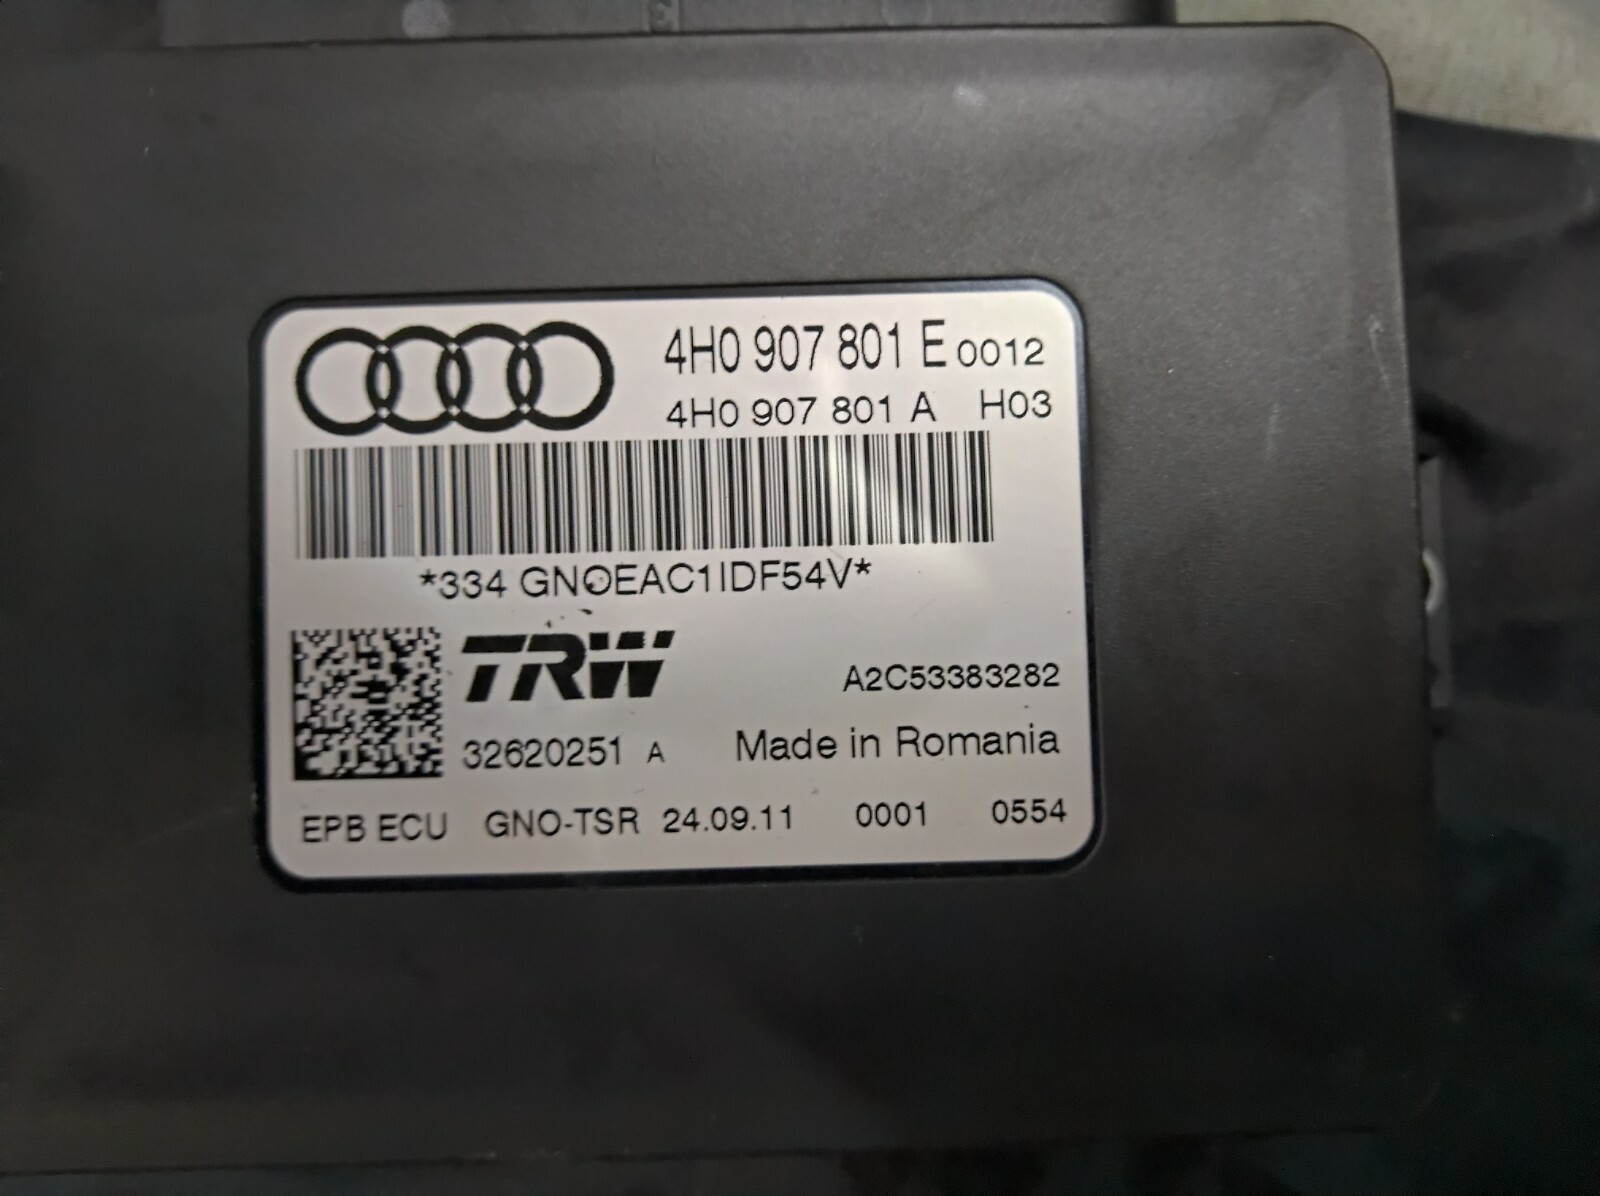 4H0 907 801 E 0012
4H0 907 801 A H03
*334 GNOEAC1IDF54V*
TRW
A2C53383282
32620251 A Made in Romania
EPB ECU GNO-TSR 24.09.11 0001 0554